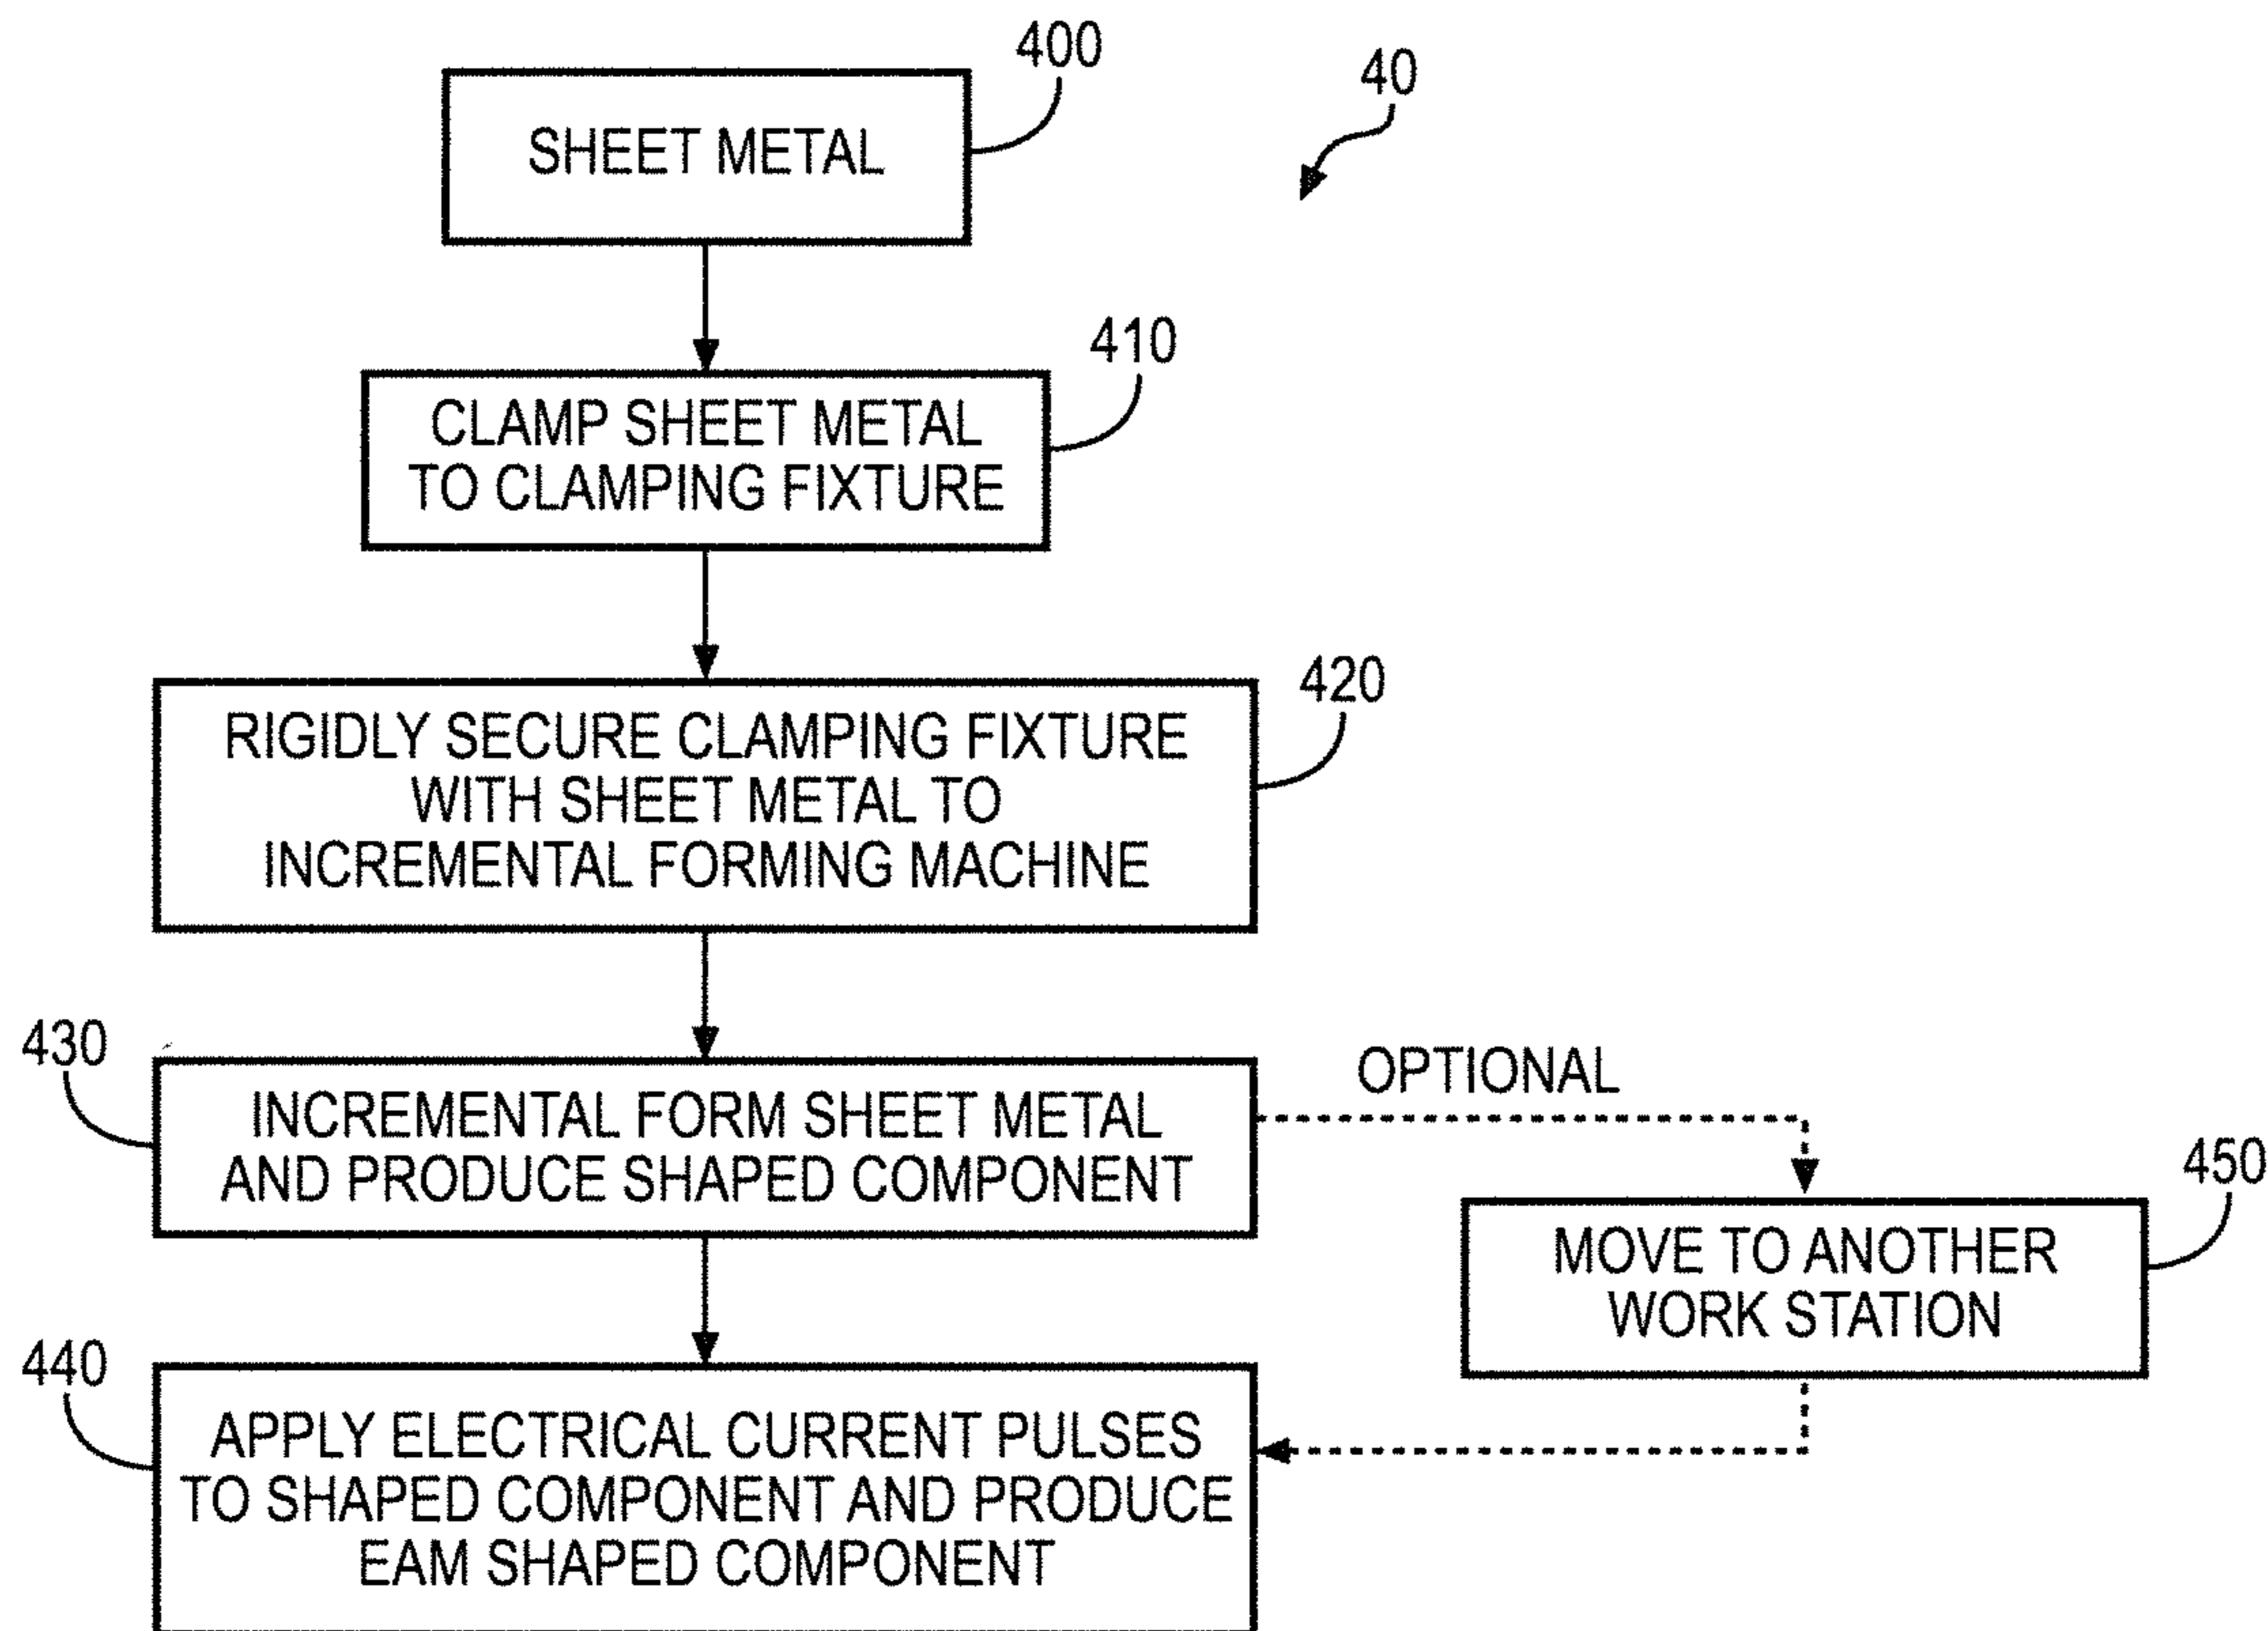 400
40
SHEET METAL
410
CLAMP SHEET METAL
TO CLAMPING FIXTURE
420
RIGIDLY SECURE CLAMPING FIXTURE
WITH SHEET METAL TO
INCREMENTAL FORMING MACHINE
430
INCREMENTAL FORM SHEET METAL
AND PRODUCE SHAPED COMPONENT
OPTIONAL
450
MOVE TO ANOTHER
WORK STATION
440
APPLY ELECTRICAL CURRENT PULSES
TO SHAPED COMPONENT AND PRODUCE
EAM SHAPED COMPONENT